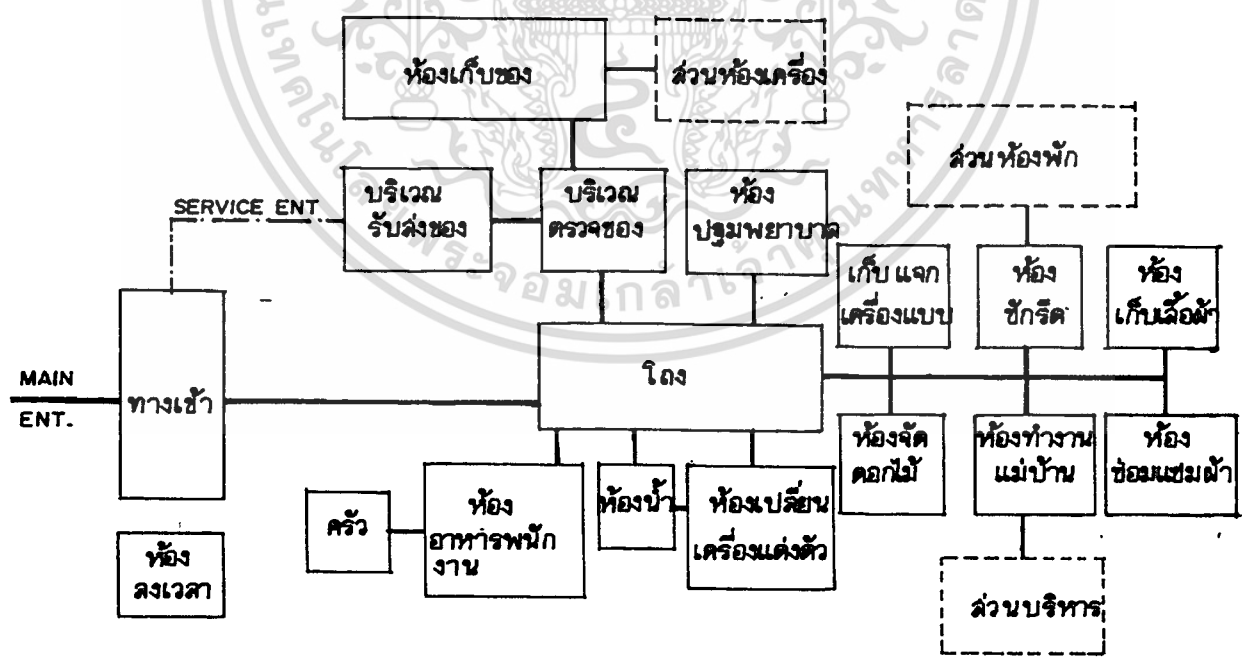 ห้องเก็บของ
ส่วนห้องเครื่อง
ส่วนห้องพัก
SERVICE ENT
บริเวณ
รับส่งของ
บริเวณ
ตรวจของ
ห้อง
ปฐมพยาบาล
เก็บ แจก
เครื่องแบบ
ห้อง
ซักรีด
ห้อง
เก็บเสื้อผ้า
MAIN
ENT.
ทางเข้า
โถง
ห้องจัด
ดอกไม้
ห้องทำงาน
แม่บ้าน
ห้อง
ซ่อมแซมผ้า
ครัว
ห้อง
อาหารพนัก
งาน
ห้องน้ำ
ห้องเปลี่ยน
เครื่องแต่งตัว
ห้อง
ลงเวลา
ส่วนบริหาร